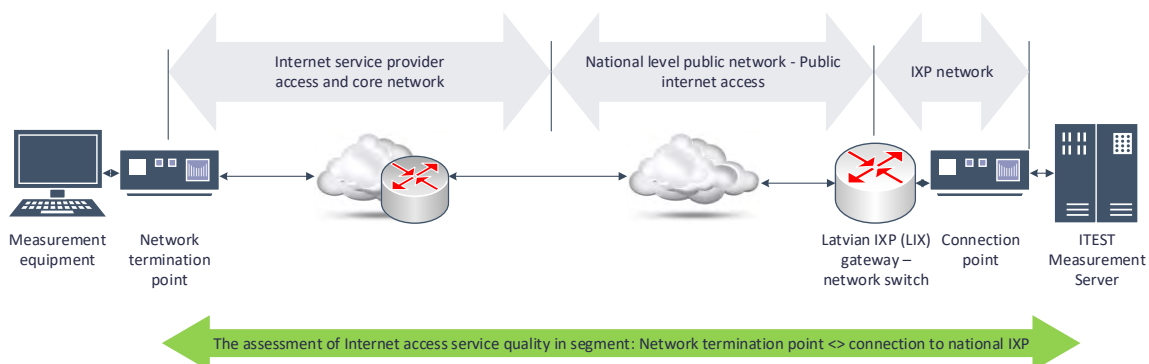 Internet service provider
access and core network
National level public network - Public
internet access
IXP network
Measurement
equipment
Network
termination
point
Latvian IXP (LIX)
gateway –
network switch
Connection
point
ITEST
Measurement
Server
The assessment of Internet access service quality in segment: Network termination point <> connection to national IXP